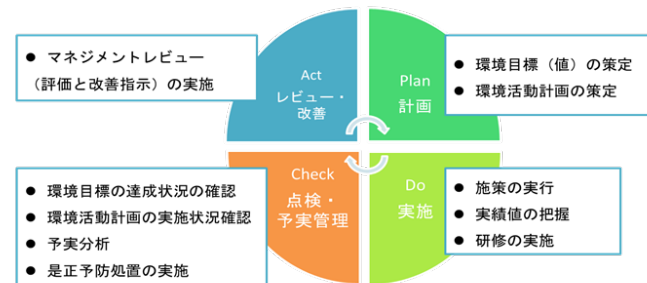 ● マネジメントレビュー
（評価と改善指示）の実施
Act
レビュー・
改善
Plan
計画
● 環境目標（値）の策定
● 環境活動計画の策定
● 環境目標の達成状況の確認
● 環境活動計画の実施状況確認
● 予実分析
● 是正予防処置の実施
Check
点検・
予実管理
Do
実施
● 施策の実行
● 実績値の把握
● 研修の実施